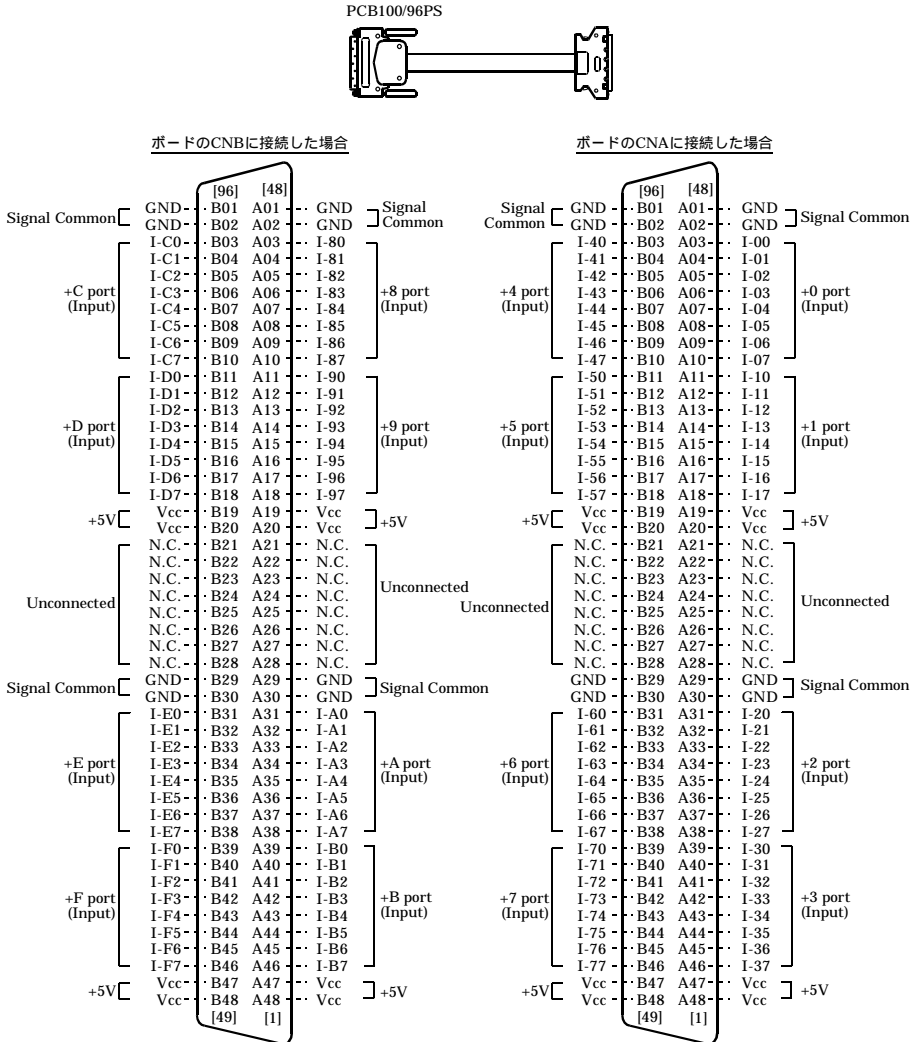 PCB100/96PS
ボードのCNBに接続した場合 ボードのCNAに接続した場合
[96] [48] [96] [48]
Signal Common GND B01 A01 GND Signal Common Signal Common GND B01 A01 GND Signal Common
GND B02 A02 GND GND B02 A02 GND
I-C0 B03 A03 I-80 I-40 B03 A03 I-00
I-C1 B04 A04 I-81 I-41 B04 A04 I-01
I-C2 B05 A05 I-82 I-42 B05 A05 I-02
+C port (Input) I-C3 B06 A06 I-83 +8 port (Input) +4 port (Input) I-43 B06 A06 I-03 +0 port (Input)
I-C4 B07 A07 I-84 I-44 B07 A07 I-04
I-C5 B08 A08 I-85 I-45 B08 A08 I-05
I-C6 B09 A09 I-86 I-46 B09 A09 I-06
I-C7 B10 A10 I-87 I-47 B10 A10 I-07
I-D0 B11 A11 I-90 I-50 B11 A11 I-10
I-D1 B12 A12 I-91 I-51 B12 A12 I-11
I-D2 B13 A13 I-92 I-52 B13 A13 I-12
+D port (Input) I-D3 B14 A14 I-93 +9 port (Input) +5 port (Input) I-53 B14 A14 I-13 +1 port (Input)
I-D4 B15 A15 I-94 I-54 B15 A15 I-14
I-D5 B16 A16 I-95 I-55 B16 A16 I-15
I-D6 B17 A17 I-96 I-56 B17 A17 I-16
I-D7 B18 A18 I-97 I-57 B18 A18 I-17
+5V Vcc B19 A19 Vcc +5V +5V Vcc B19 A19 Vcc +5V
Vcc B20 A20 Vcc Vcc B20 A20 Vcc
N.C. B21 A21 N.C. N.C. B21 A21 N.C.
N.C. B22 A22 N.C. N.C. B22 A22 N.C.
N.C. B23 A23 N.C. N.C. B23 A23 N.C.
Unconnected N.C. B24 A24 N.C. Unconnected Unconnected N.C. B24 A24 N.C. Unconnected
N.C. B25 A25 N.C. N.C. B25 A25 N.C.
N.C. B26 A26 N.C. N.C. B26 A26 N.C.
N.C. B27 A27 N.C. N.C. B27 A27 N.C.
N.C. B28 A28 N.C. N.C. B28 A28 N.C.
Signal Common GND B29 A29 GND Signal Common GND B29 A29 GND Signal Common
GND B30 A30 GND GND B30 A30 GND
I-E0 B31 A31 I-A0 I-60 B31 A31 I-20
I-E1 B32 A32 I-A1 I-61 B32 A32 I-21
I-E2 B33 A33 I-A2 I-62 B33 A33 I-22
+E port (Input) I-E3 B34 A34 I-A3 +A port (Input) +6 port (Input) I-63 B34 A34 I-23 +2 port (Input)
I-E4 B35 A35 I-A4 I-64 B35 A35 I-24
I-E5 B36 A36 I-A5 I-65 B36 A36 I-25
I-E6 B37 A37 I-A6 I-66 B37 A37 I-26
I-E7 B38 A38 I-A7 I-67 B38 A38 I-27
I-F0 B39 A39 I-B0 I-70 B39 A39 I-30
I-F1 B40 A40 I-B1 I-71 B40 A40 I-31
I-F2 B41 A41 I-B2 I-72 B41 A41 I-32
+F port (Input) I-F3 B42 A42 I-B3 +B port (Input) +7 port (Input) I-73 B42 A42 I-33 +3 port (Input)
I-F4 B43 A43 I-B4 I-74 B43 A43 I-34
I-F5 B44 A44 I-B5 I-75 B44 A44 I-35
I-F6 B45 A45 I-B6 I-76 B45 A45 I-36
I-F7 B46 A46 I-B7 I-77 B46 A46 I-37
+5V Vcc B47 A47 Vcc +5V +5V Vcc B47 A47 Vcc +5V
Vcc B48 A48 Vcc Vcc B48 A48 Vcc
[49] [1] [49] [1]